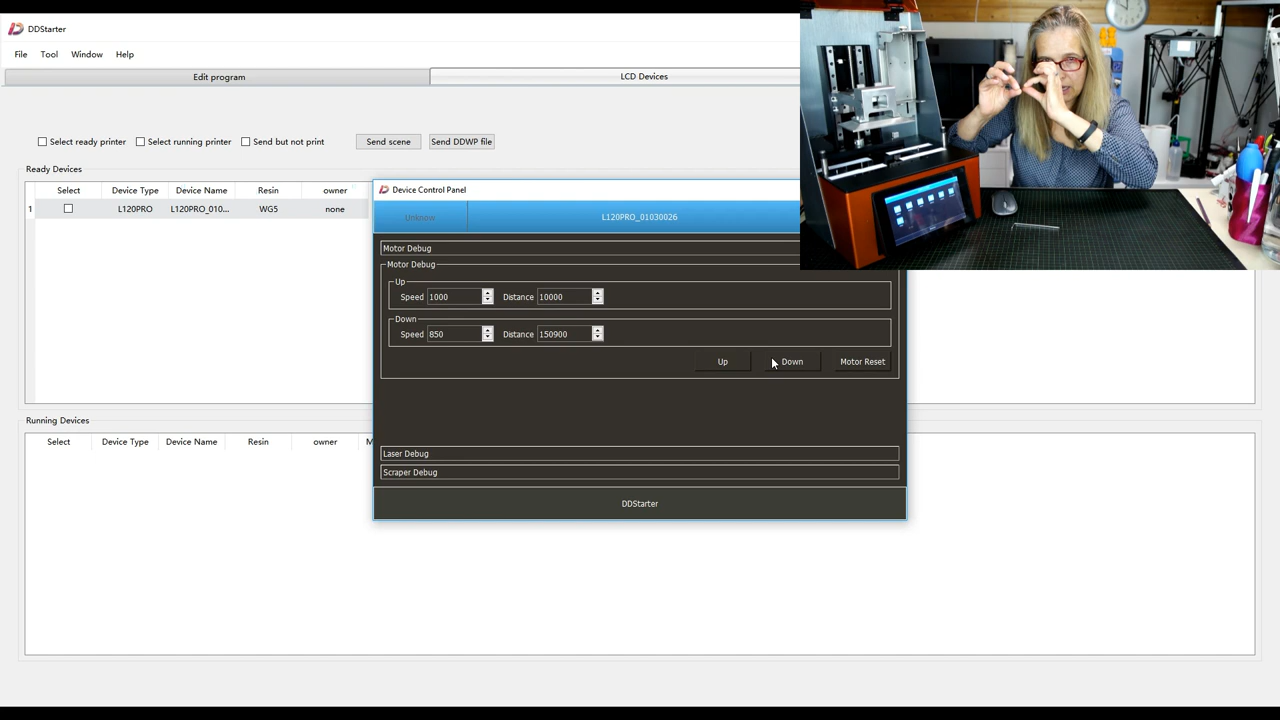 DDStarter
File Tool Window Help
Edit program LCD Devices
Select ready printer Select running printer Send but not print Send scene Send DDWP file
Ready Devices
Select Device Type Device Name Resin owner
1 L120PRO L120PRO_010... WG5 none
Device Control Panel
Unknow L120PRO_01030026
Motor Debug
Motor Debug
Up
Speed 1000 Distance 10000
Down
Speed 850 Distance 150900
Up Down Motor Reset
Running Devices
Select Device Type Device Name Resin owner M
Laser Debug
Scraper Debug
DDStarter